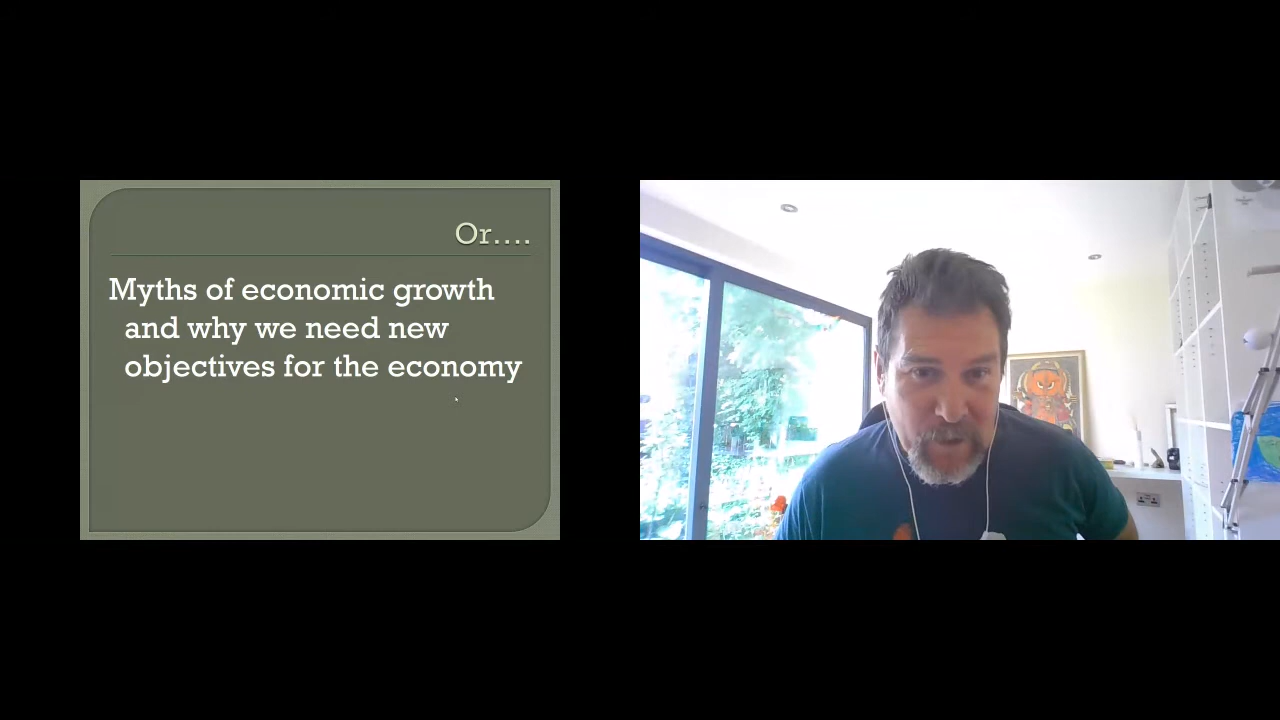 Or....
Myths of economic growth
and why we need new
objectives for the economy